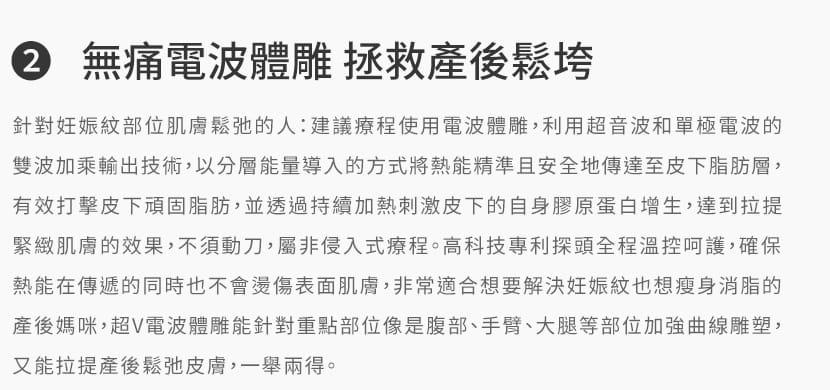 2 無痛電波體雕 拯救產後鬆垮
針對妊娠紋部位肌膚鬆弛的人：建議療程使用電波體雕，利用超音波和單極電波的
雙波加乘輸出技術，以分層能量導入的方式將熱能精準且安全地傳達至皮下脂肪層，
有效打擊皮下頑固脂肪，並透過持續加熱刺激皮下的自身膠原蛋白增生，達到拉提
緊緻肌膚的效果，不須動刀，屬非侵入式療程。高科技專利探頭全程溫控呵護，確保
熱能在傳遞的同時也不會燙傷表面肌膚，非常適合想要解決妊娠紋也想瘦身消脂的
產後媽咪，超V電波體雕能針對重點部位像是腹部、手臂、大腿等部位加強曲線雕塑，
又能拉提產後鬆弛皮膚，一舉兩得。